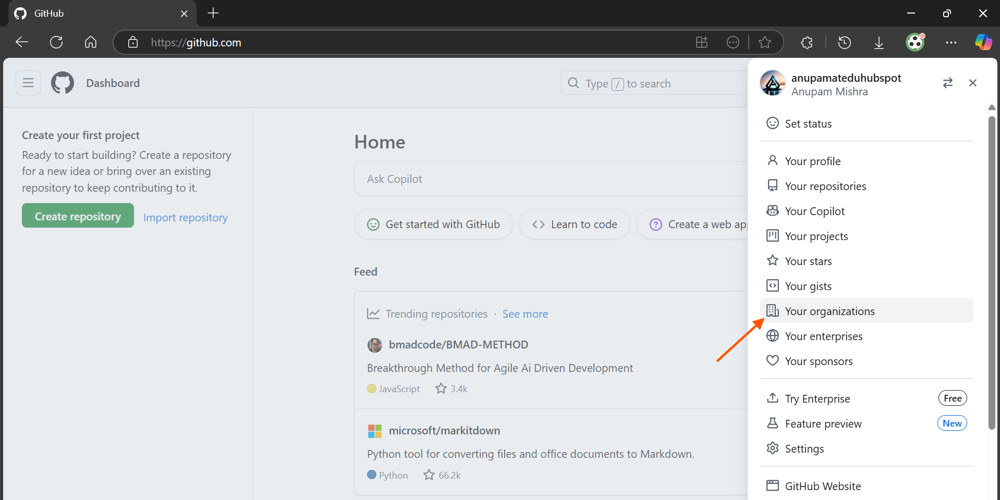 GitHub
https://github.com
Dashboard
Type / to search
Create your first project
Ready to start building? Create a repository
for a new idea or bring over an existing
repository to keep contributing to it.
Create repository
Import repository
Home
Ask Copilot
Get started with GitHub
Learn to code
Create a web ap
Feed
Trending repositories · See more
bmadcode/BMAD-METHOD
Breakthrough Method for Agile Ai Driven Development
JavaScript 3.4k
microsoft/markitdown
Python tool for converting files and office documents to Markdown.
Python 66.2k
anupamateduhubspot
Anupam Mishra
Set status
Your profile
Your repositories
Your Copilot
Your projects
Your stars
Your gists
Your organizations
Your enterprises
Your sponsors
Try Enterprise Free
Feature preview New
Settings
GitHub Website